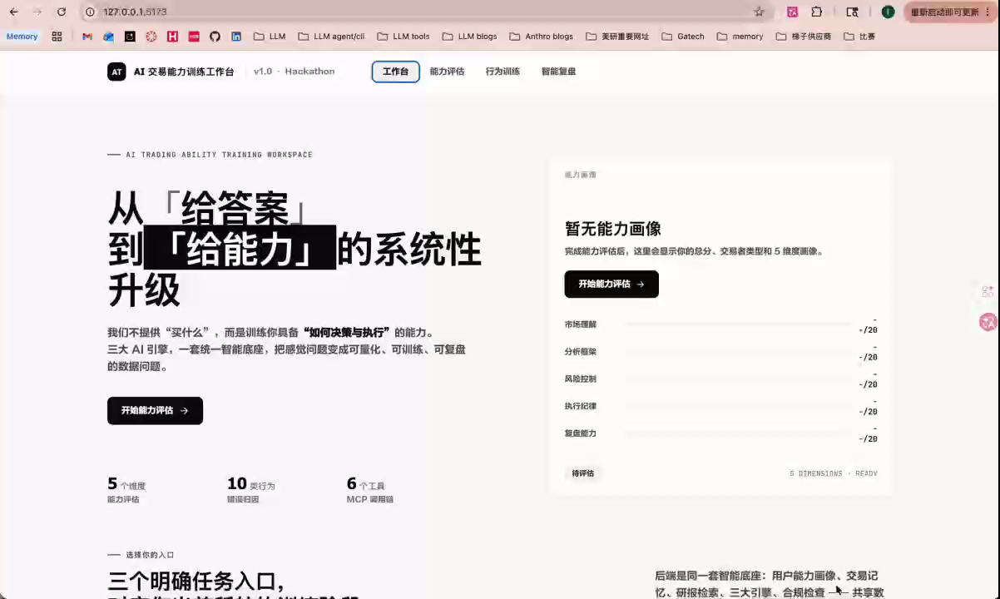 127.0.0.1:5173
重新启动即可更新
Memory
LLM
LLM agent/cli
LLM tools
LLM blogs
Anthro blogs
美研重要网址
Gatech
memory
梯子供应商
比赛
AT AI 交易能力训练工作台 v1.0 · Hackathon 工作台 能力评估 行为训练 智能复盘
AI TRADING ABILITY TRAINING WORKSPACE
从「给答案」
到「给能力」的系统性
升级
我们不提供“买什么”，而是训练你具备“如何决策与执行”的能力。
三大 AI 引擎，一套统一智能底座，把感觉问题变成可量化、可训练、可复盘
的数据问题。
开始能力评估 →
5 个维度
能力评估
10 类行为
错误归因
6 个工具
MCP 调用链
能力画像
暂无能力画像
完成能力评估后，这里会显示你的总分、交易者类型和 5 维度画像。
开始能力评估 →
市场理解 -
-/20
分析框架 -
-/20
风险控制 -
-/20
执行纪律 -
-/20
复盘能力 -
-/20
待评估 5 DIMENSIONS · READY
选择你的入口
三个明确任务入口，
后端是同一套智能底座：用户能力画像、交易记
忆、研报检索、三大引擎、合规检查 —— 共享数